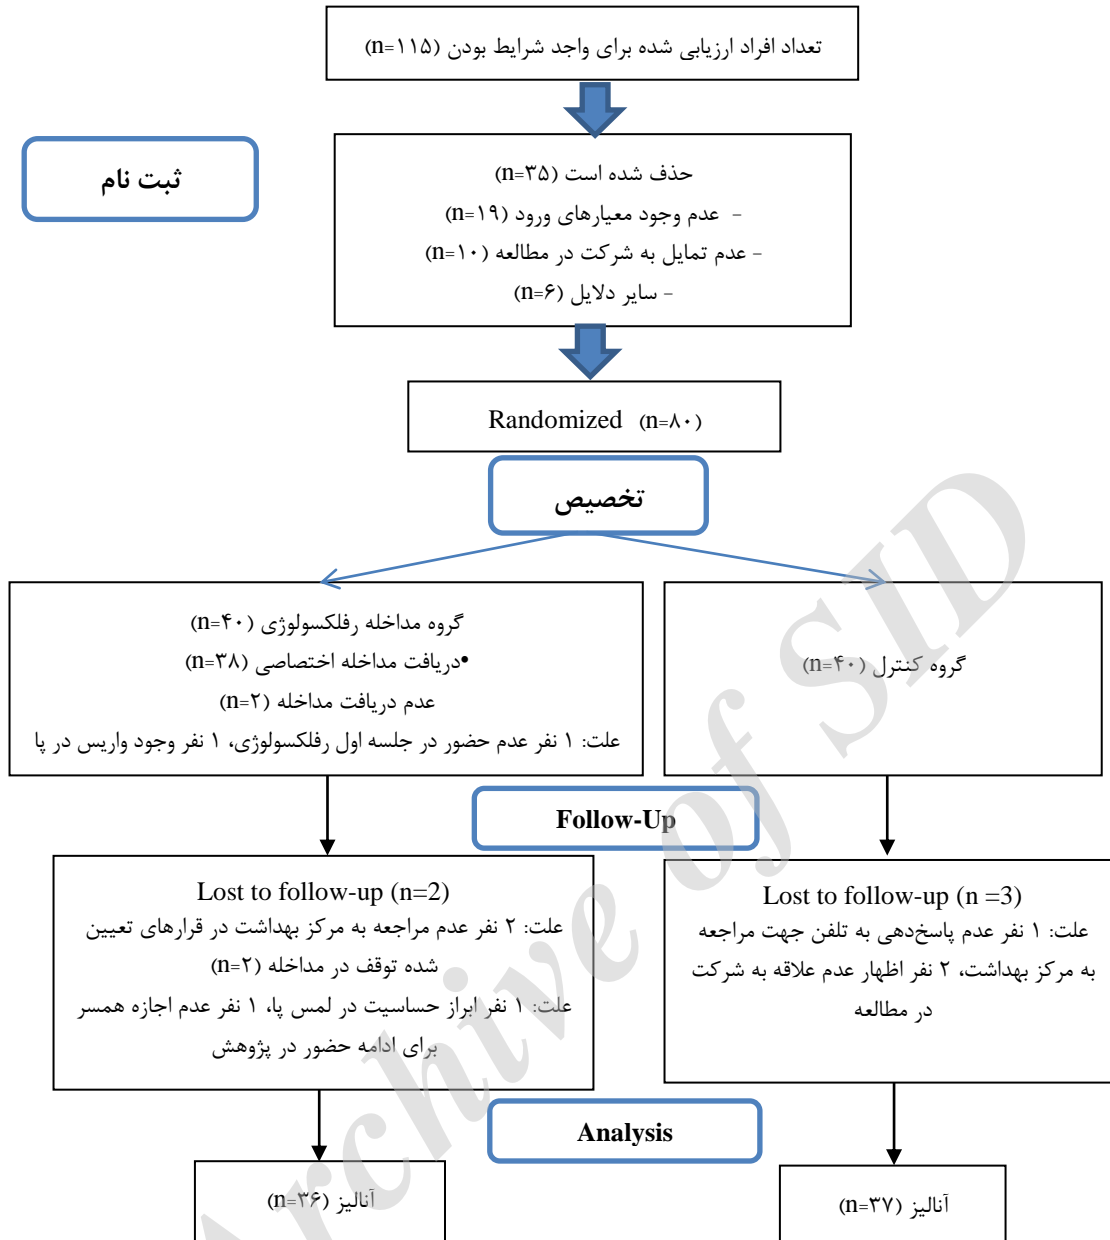 تعداد افراد ارزیابی شده برای واجد شرایط بودن (n=۱۱۵)
ثبت نام
حذف شده است (n=۳۵)
- عدم وجود معیارهای ورود (n=۱۹)
- عدم تمایل به شرکت در مطالعه (n=۱۰)
- سایر دلایل (n=۶)
Randomized (n=۸۰)
تخصیص
گروه مداخله رفلکسولوژی (n=۴۰)
•دریافت مداخله اختصاصی (n=۳۸)
عدم دریافت مداخله (n=۲)
علت: ۱ نفر عدم حضور در جلسه اول رفلکسولوژی، ۱ نفر وجود واریس در پا
گروه کنترل (n=۴۰)
Follow-Up
Lost to follow-up (n=2)
علت: ۲ نفر عدم مراجعه به مرکز بهداشت در قرارهای تعیین
شده توقف در مداخله (n=۲)
علت: ۱ نفر ابراز حساسیت در لمس پا، ۱ نفر عدم اجازه همسر
برای ادامه حضور در پژوهش
Lost to follow-up (n =3)
علت: ۱ نفر عدم پاسخ‌دهی به تلفن جهت مراجعه
به مرکز بهداشت، ۲ نفر اظهار عدم علاقه به شرکت
در مطالعه
Analysis
آنالیز (n=۳۶)
آنالیز (n=۳۷)
Archive of SID